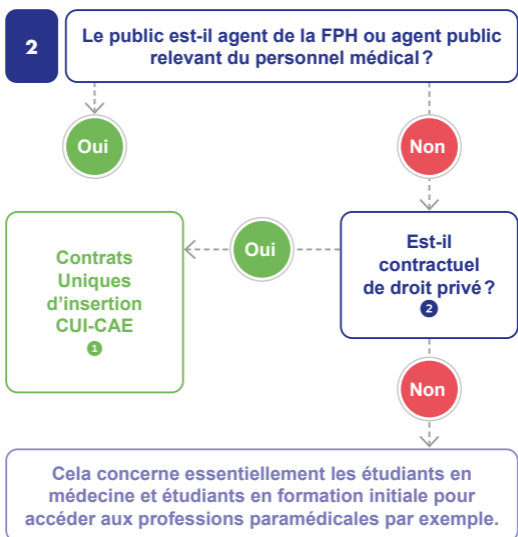 2
Le public est-il agent de la FPH ou agent public
relevant du personnel médical ?
Oui
Non
Contrats
Uniques
d'insertion
CUI-CAE
❶
Oui
Est-il
contractuel
de droit privé ?
❷
Non
Cela concerne essentiellement les étudiants en
médecine et étudiants en formation initiale pour
accéder aux professions paramédicales par exemple.